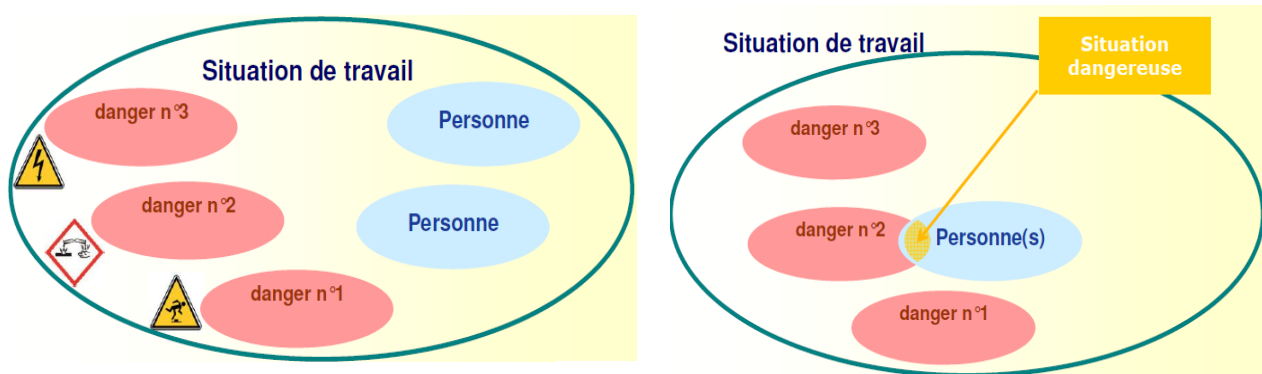 Situation de travail
danger n°3
Personne
danger n°2
Personne
danger n°1
Situation de travail
Situation
dangereuse
danger n°3
danger n°2
Personne(s)
danger n°1